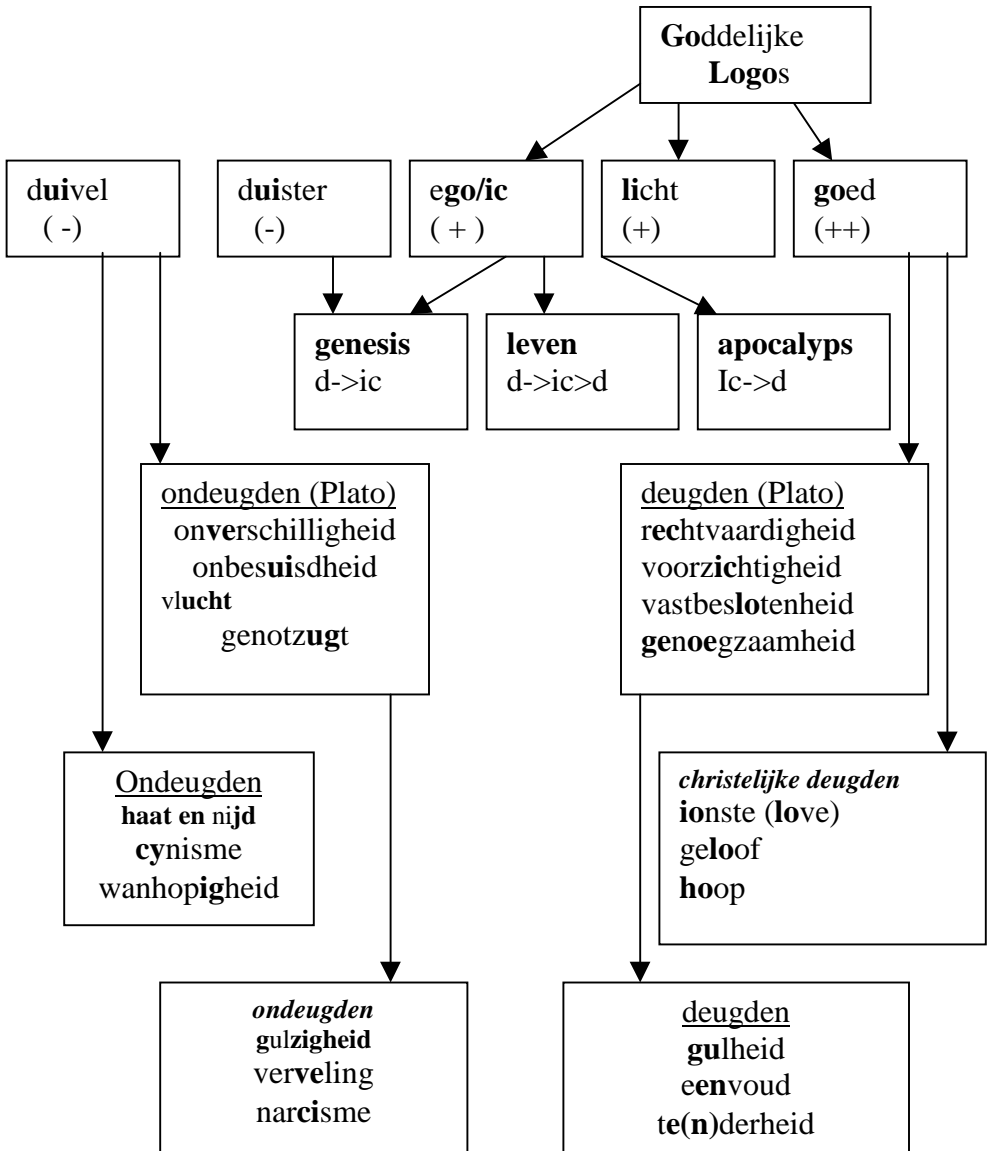 Goddelijke
Logos
duivel
( -)
duister
(-)
ego/ic
( + )
licht
(+)
goed
(++)
genesis
d->ic
leven
d->ic>d
apocalyps
Ic->d
ondeugden (Plato)
onverschilligheid
onbesuisdheid
vlucht
genotzugt
deugden (Plato)
rechtvaardigheid
voorzichtigheid
vastbeslotenheid
genoegzaamheid
Ondeugden
haat en nijd
cynisme
wanhopigheid
christelijke deugden
ionste (love)
geloof
hoop
ondeugden
gulzigheid
verveling
narcisme
deugden
gulheid
eenvoud
te(n)derheid